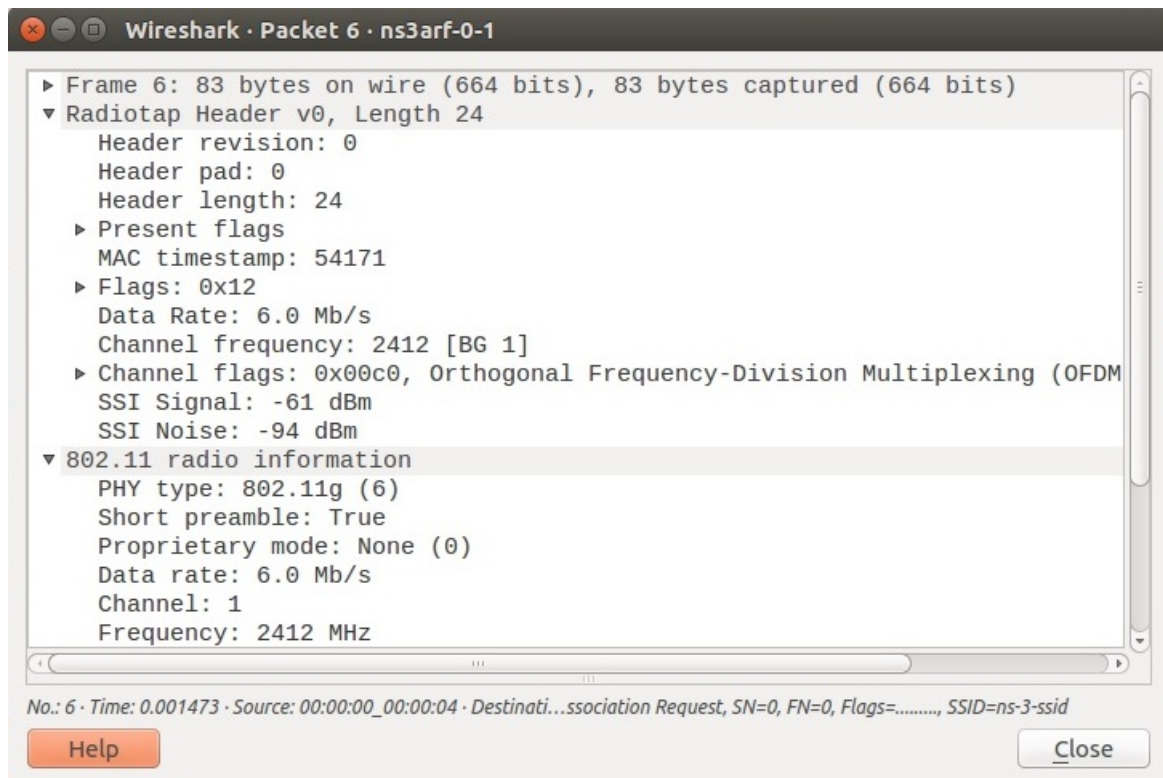 Wireshark · Packet 6 · ns3arf-0-1
Frame 6: 83 bytes on wire (664 bits), 83 bytes captured (664 bits)
Radiotap Header v0, Length 24
Header revision: 0
Header pad: 0
Header length: 24
Present flags
MAC timestamp: 54171
Flags: 0x12
Data Rate: 6.0 Mb/s
Channel frequency: 2412 [BG 1]
Channel flags: 0x00c0, Orthogonal Frequency-Division Multiplexing (OFDM
SSI Signal: -61 dBm
SSI Noise: -94 dBm
802.11 radio information
PHY type: 802.11g (6)
Short preamble: True
Proprietary mode: None (0)
Data rate: 6.0 Mb/s
Channel: 1
Frequency: 2412 MHz
No.: 6 · Time: 0.001473 · Source: 00:00:00_00:00:04 · Destinati...ssociation Request, SN=0, FN=0, Flags=........, SSID=ns-3-ssid
Help
Close